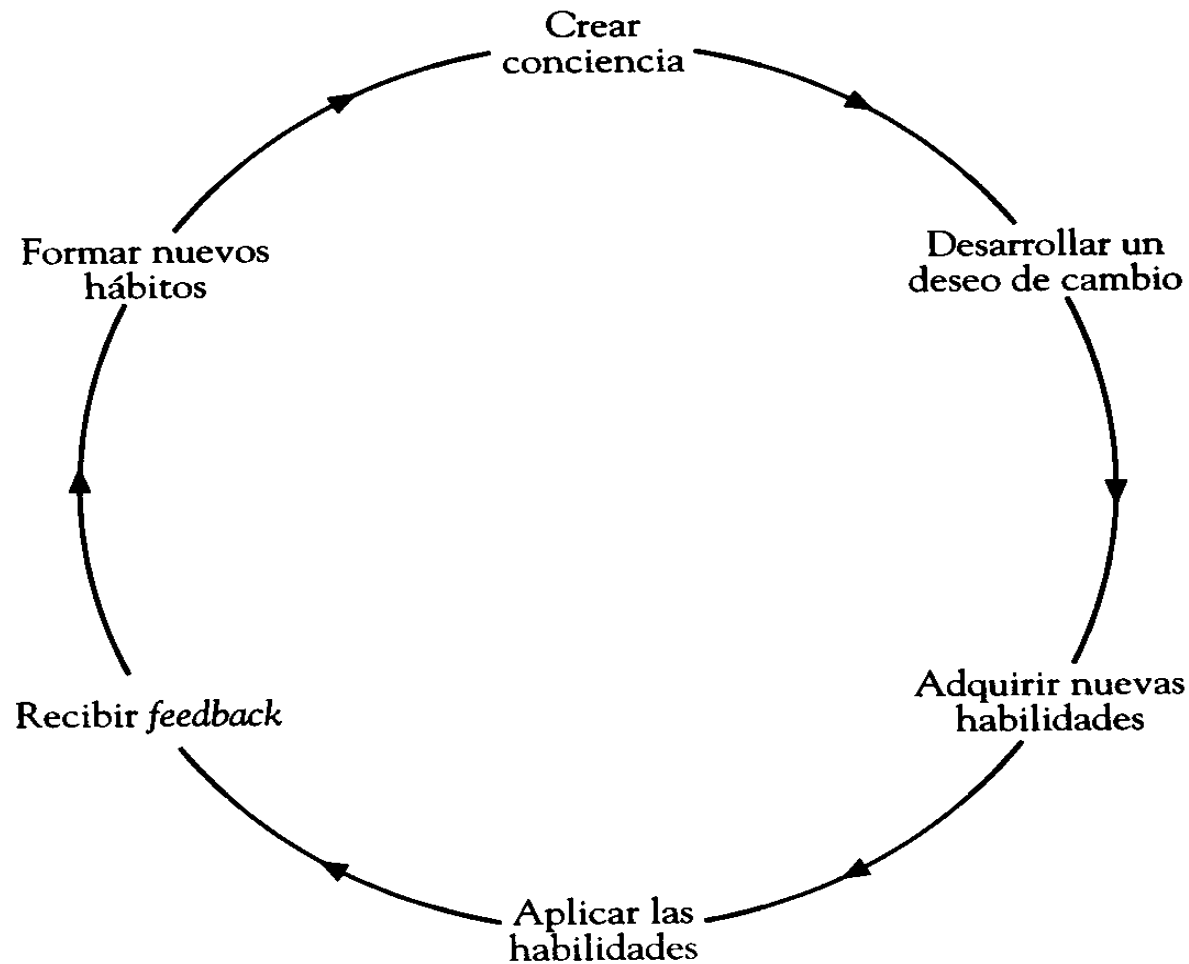 Crear
conciencia
Desarrollar un
deseo de cambio
Adquirir nuevas
habilidades
Aplicar las
habilidades
Recibir feedback
Formar nuevos
hábitos